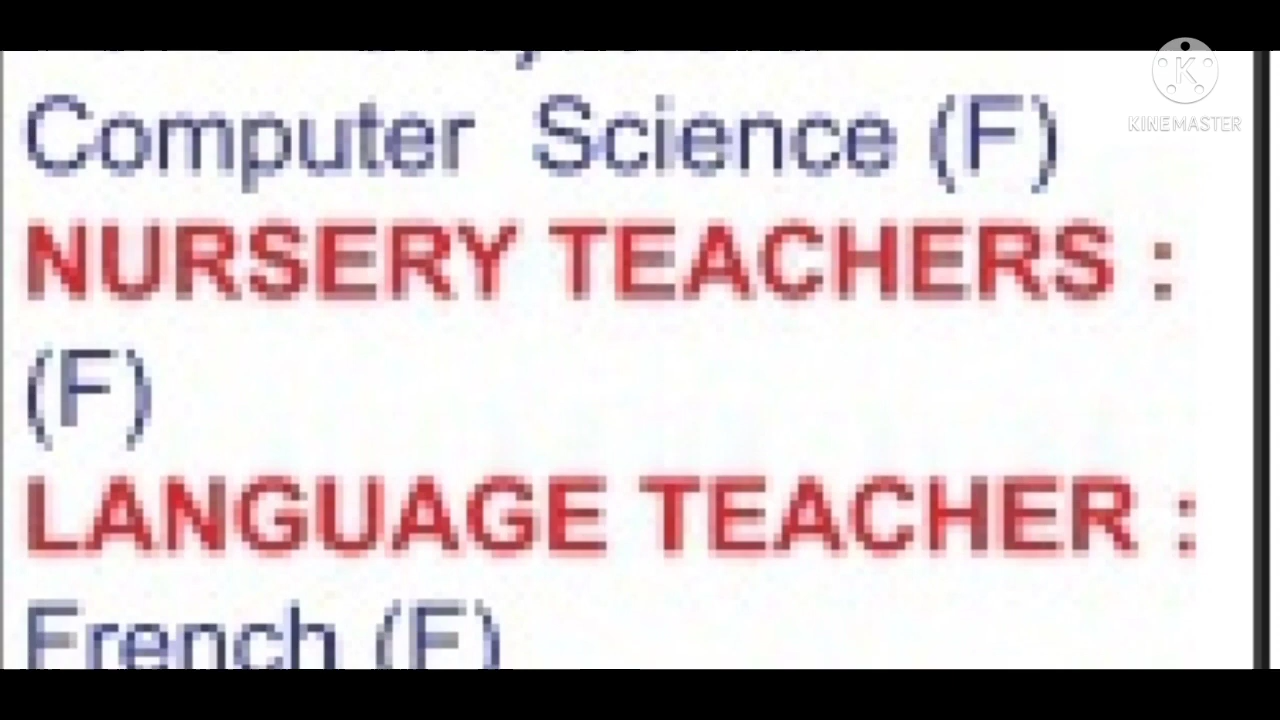 Computer Science (F)
NURSERY TEACHERS :
(F)
LANGUAGE TEACHER :
French (F)
K
KINEMASTER